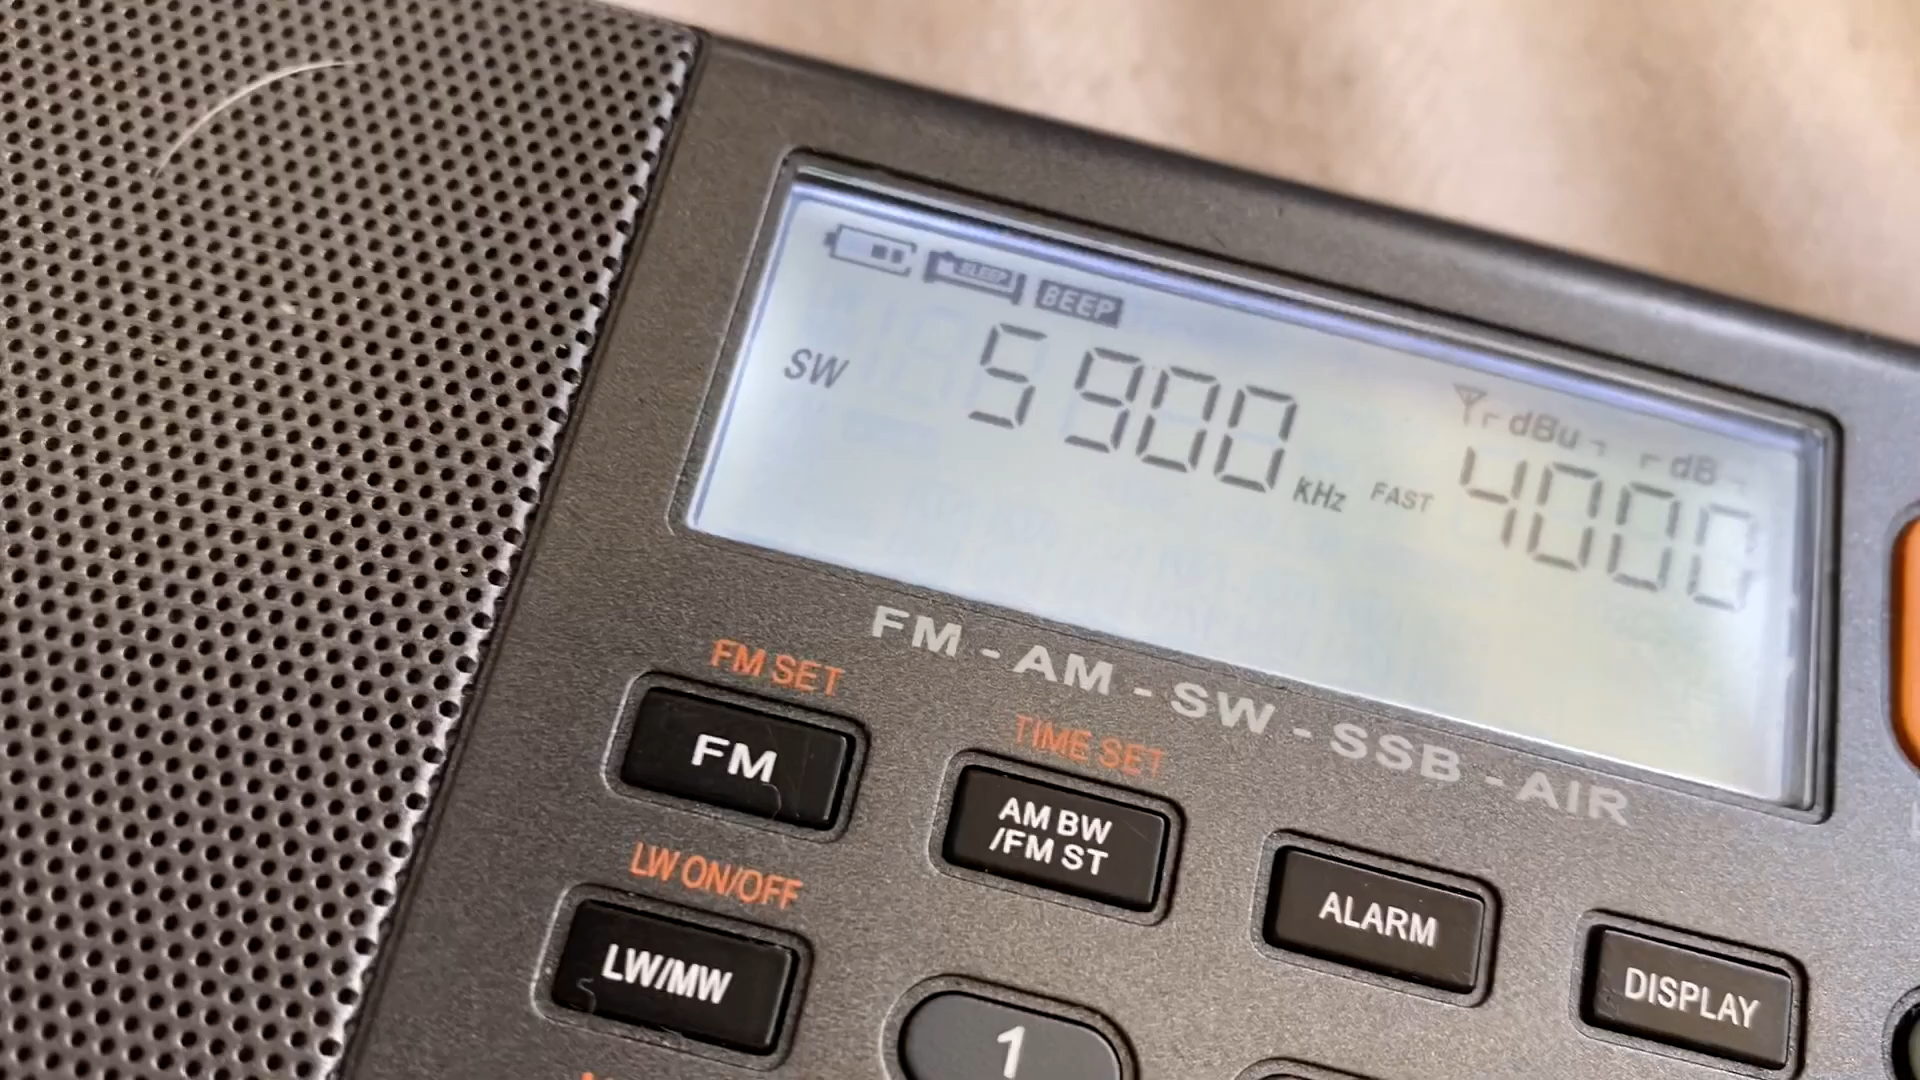 SLEEP BEEP
SW 5900 kHz FAST 4000
dBu dB
FM - AM - SW - SSB - AIR
FM SET
FM
TIME SET
AM BW
/FM ST
ALARM
DISPLAY
LW ON/OFF
LW/MW
1